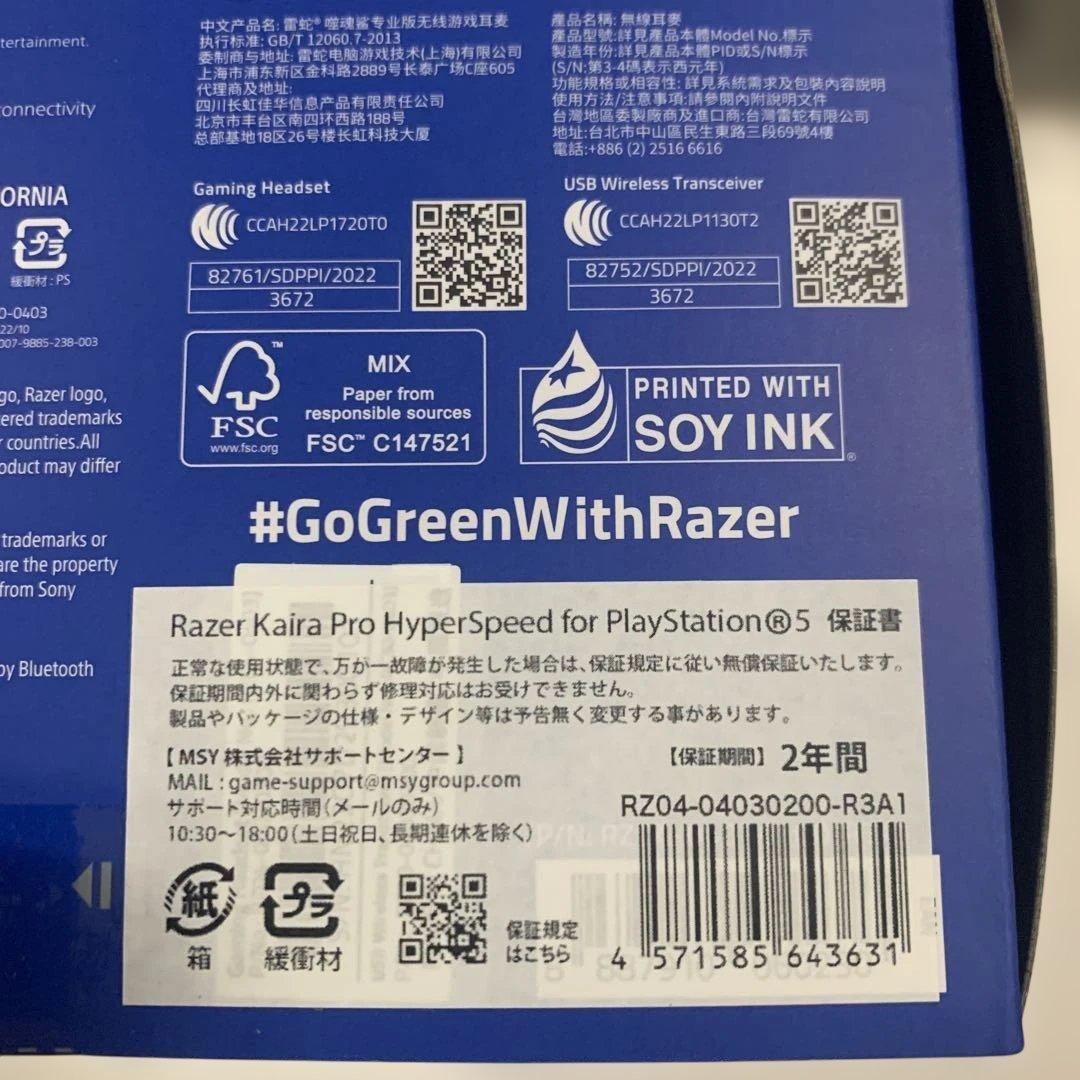 tertainment.
onnectivity
ORNIA
プラ
緩衝材 : PS
0-0403
22/10
007-9885-238-003
go, Razer logo,
ered trademarks
r countries.All
oduct may differ
trademarks or
are the property
from Sony
by Bluetooth
中文产品名: 雷蛇® 噬魂鲨专业版无线游戏耳麦
执行标准: GB/T 12060.7-2013
委制商与地址: 雷蛇电脑游戏技术(上海)有限公司
上海市浦东新区金科路2889号长泰广场C座605
代理商及地址:
四川长虹佳华信息产品有限责任公司
北京市丰台区南四环西路188号
总部基地18区26号楼长虹科技大厦
產品名稱: 無線耳麥
產品型號:詳見產品本體Model No.標示
製造年份:詳見產品本體PID或S/N標示
(S/N:第3-4碼表示西元年)
功能規格或相容性: 詳見系統需求及包裝內容說明
使用方法/注意事項:請參閱內附說明文件
台灣地區委製廠商及進口商:台灣雷蛇有限公司
地址:台北市中山區民生東路三段69號4樓
電話:+886 (2) 2516 6616
Gaming Headset
CCAH22LP1720T0
82761/SDPPI/2022
3672
USB Wireless Transceiver
CCAH22LP1130T2
82752/SDPPI/2022
3672
FSC
www.fsc.org
MIX
Paper from
responsible sources
FSC™ C147521
PRINTED WITH
SOY INK®
#GoGreenWithRazer
Razer Kaira Pro HyperSpeed for PlayStation®5 保証書
正常な使用状態で、万が一故障が発生した場合は、保証規定に従い無償保証いたします。
保証期間内外に関わらず修理対応はお受けできません。
製品やパッケージの仕様・デザイン等は予告無く変更する事があります。
【 MSY 株式会社サポートセンター 】
MAIL : game-support@msygroup.com
サポート対応時間(メールのみ)
10:30〜18:00(土日祝日、長期連休を除く)
【保証期間】 2年間
RZ04-04030200-R3A1
紙
箱
プラ
緩衝材
保証規定
はこちら
4 571585 643631